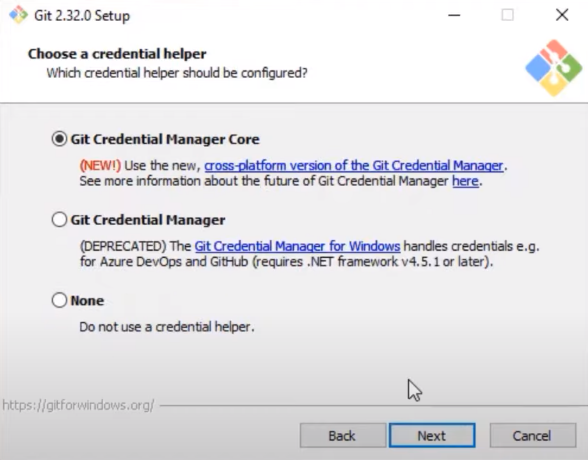 Git 2.32.0 Setup
Choose a credential helper
Which credential helper should be configured?
Git Credential Manager Core
(NEW!) Use the new, cross-platform version of the Git Credential Manager.
See more information about the future of Git Credential Manager here.
Git Credential Manager
(DEPRECATED) The Git Credential Manager for Windows handles credentials e.g.
for Azure DevOps and GitHub (requires .NET framework v4.5.1 or later).
None
Do not use a credential helper.
https://gitforwindows.org/
Back Next Cancel